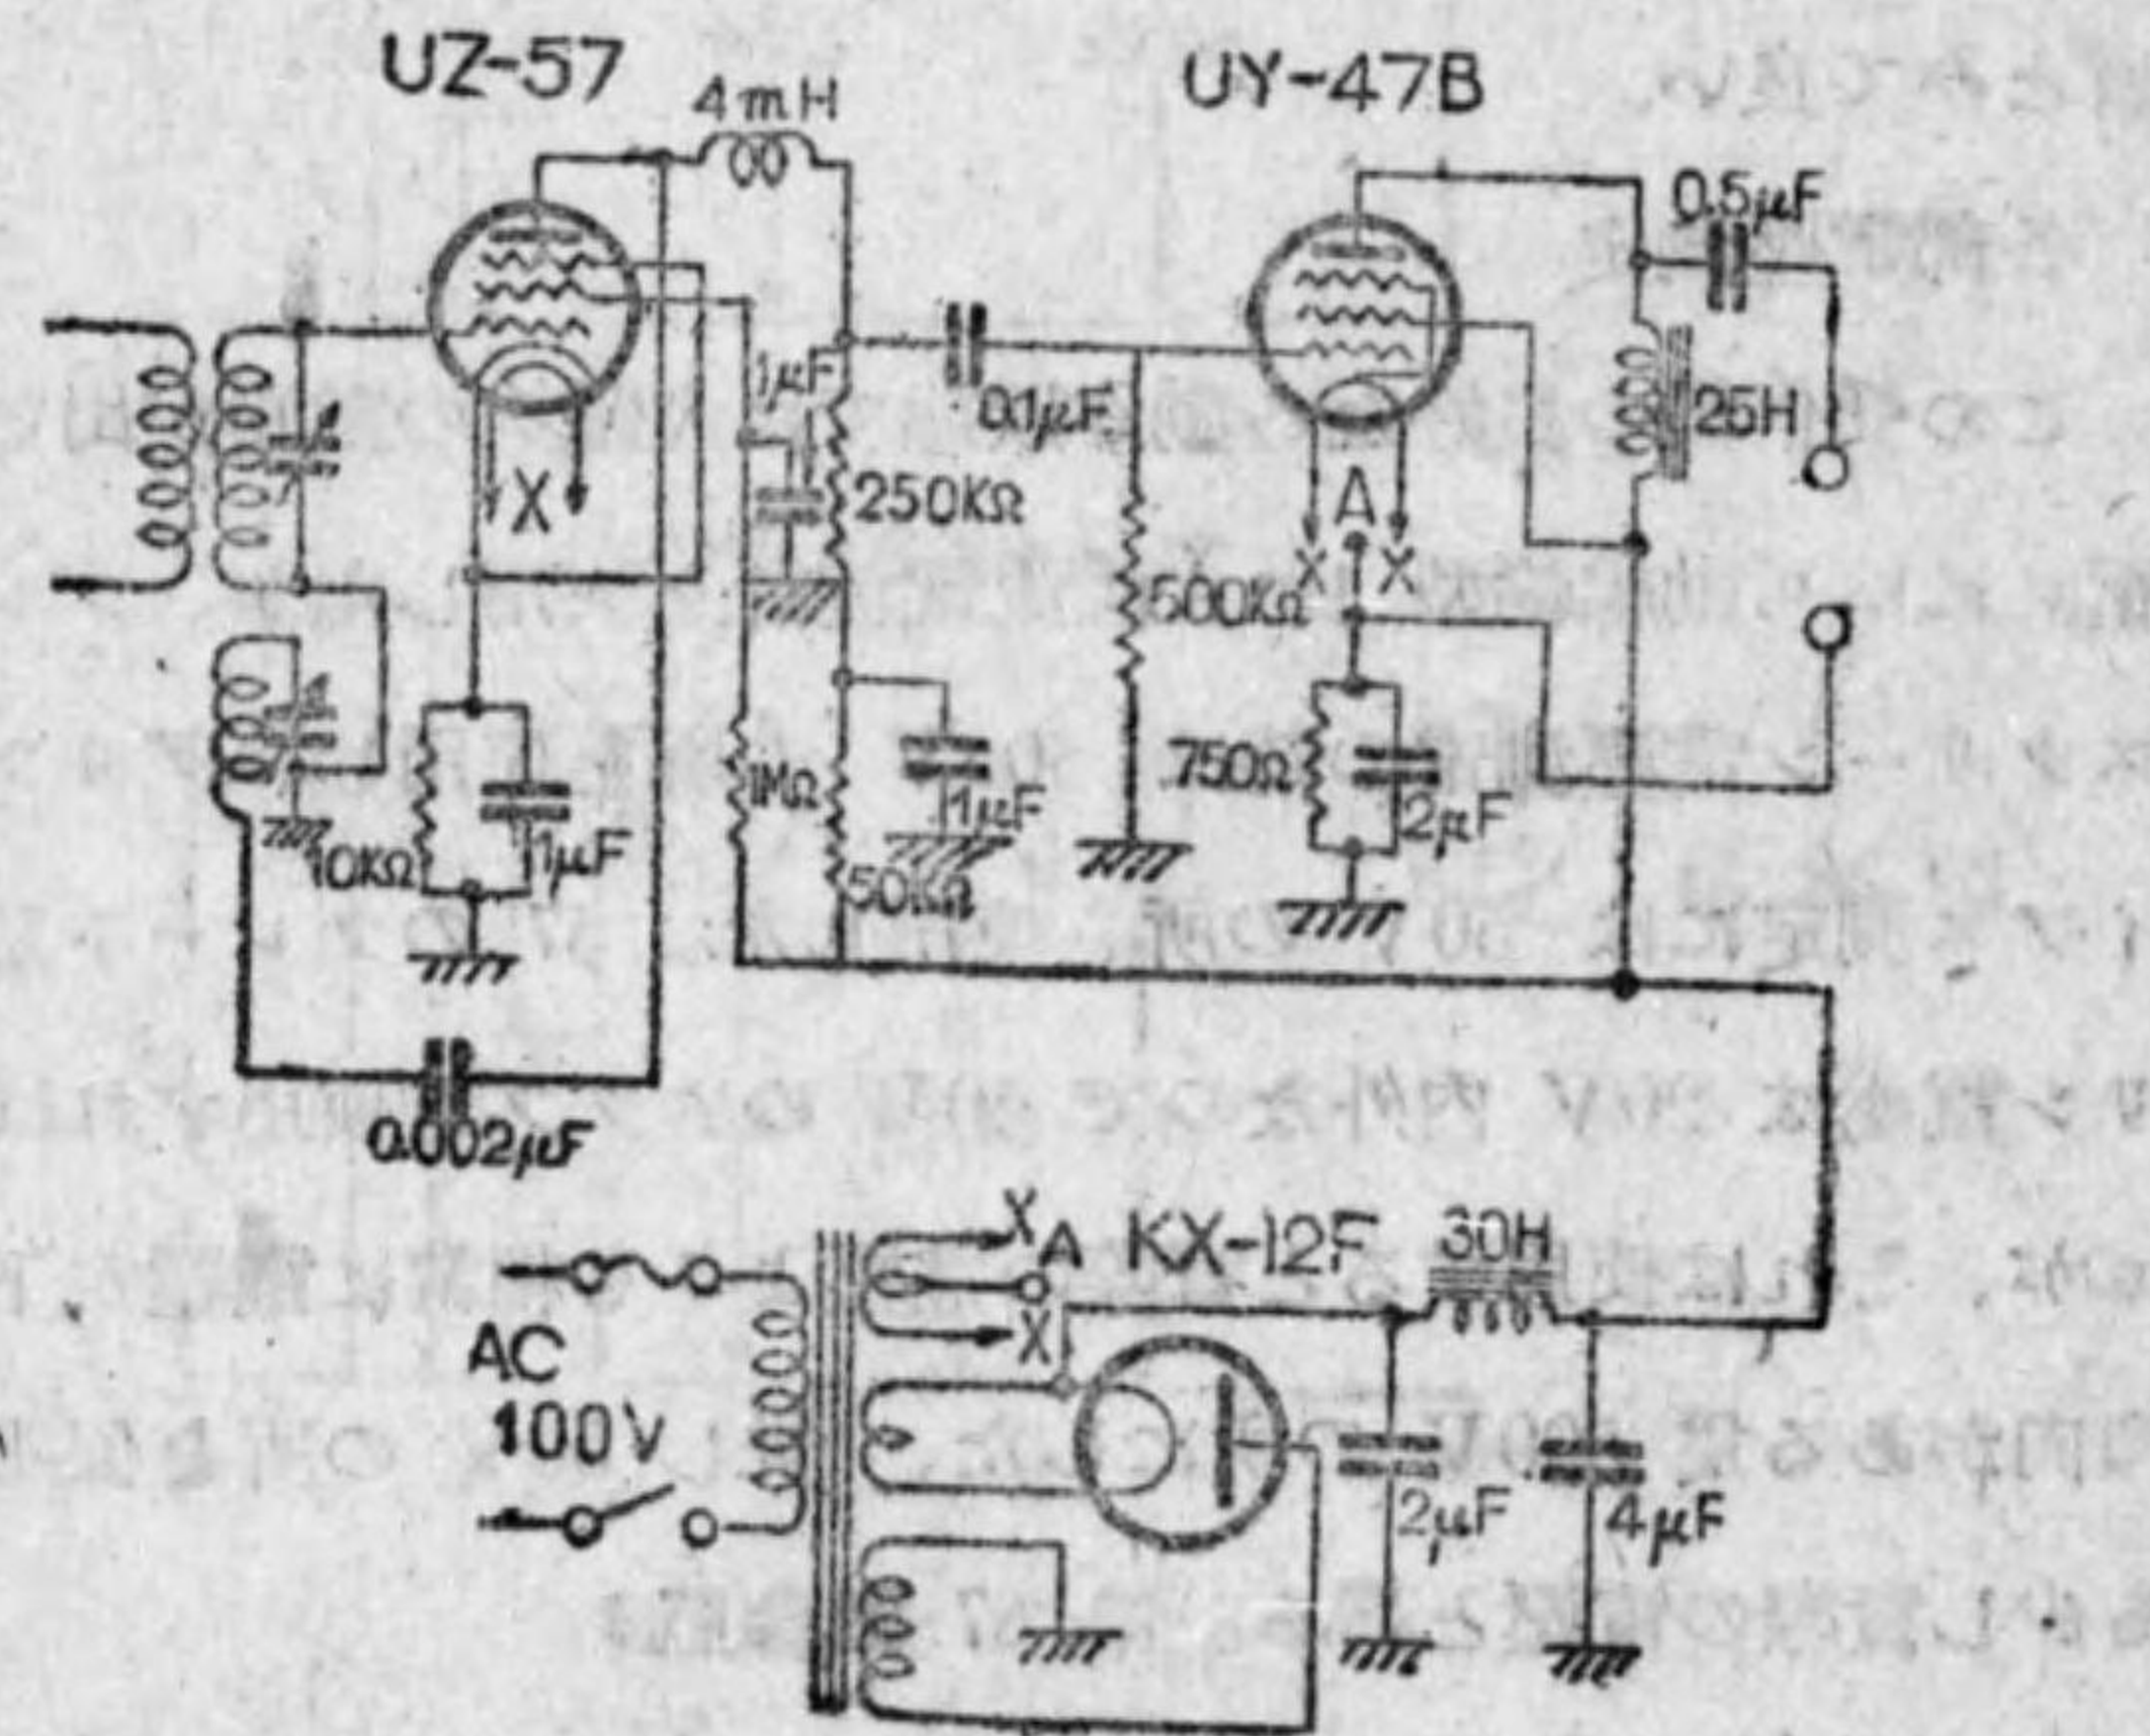 UZ-57
4mH
UY-47B
0.5μF
1μF
0.1μF
25H
250KΩ
X
A
X X
500KΩ
1MΩ
1μF
750Ω
2μF
10KΩ
1μF
50KΩ
0.002μF
X
A
KX-12F
30H
X
AC
100V
2μF
4μF